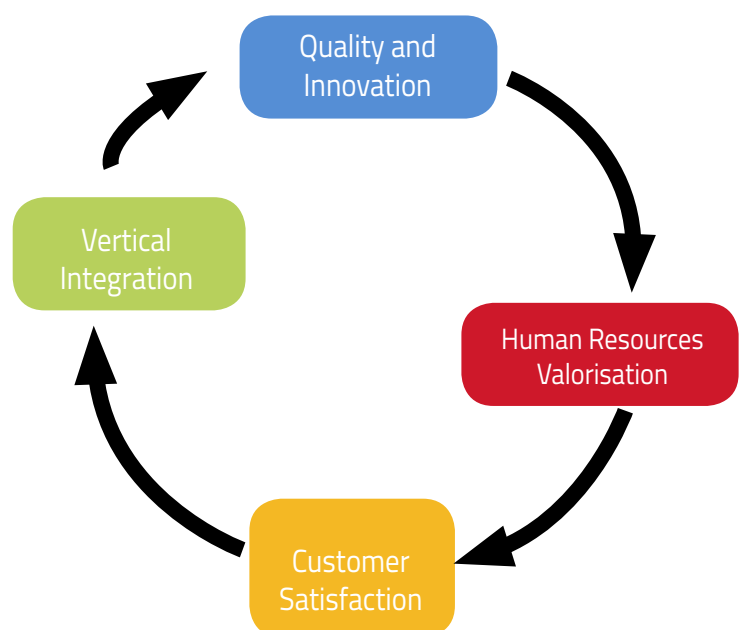 Quality and
Innovation
Vertical
Integration
Human Resources
Valorisation
Customer
Satisfaction